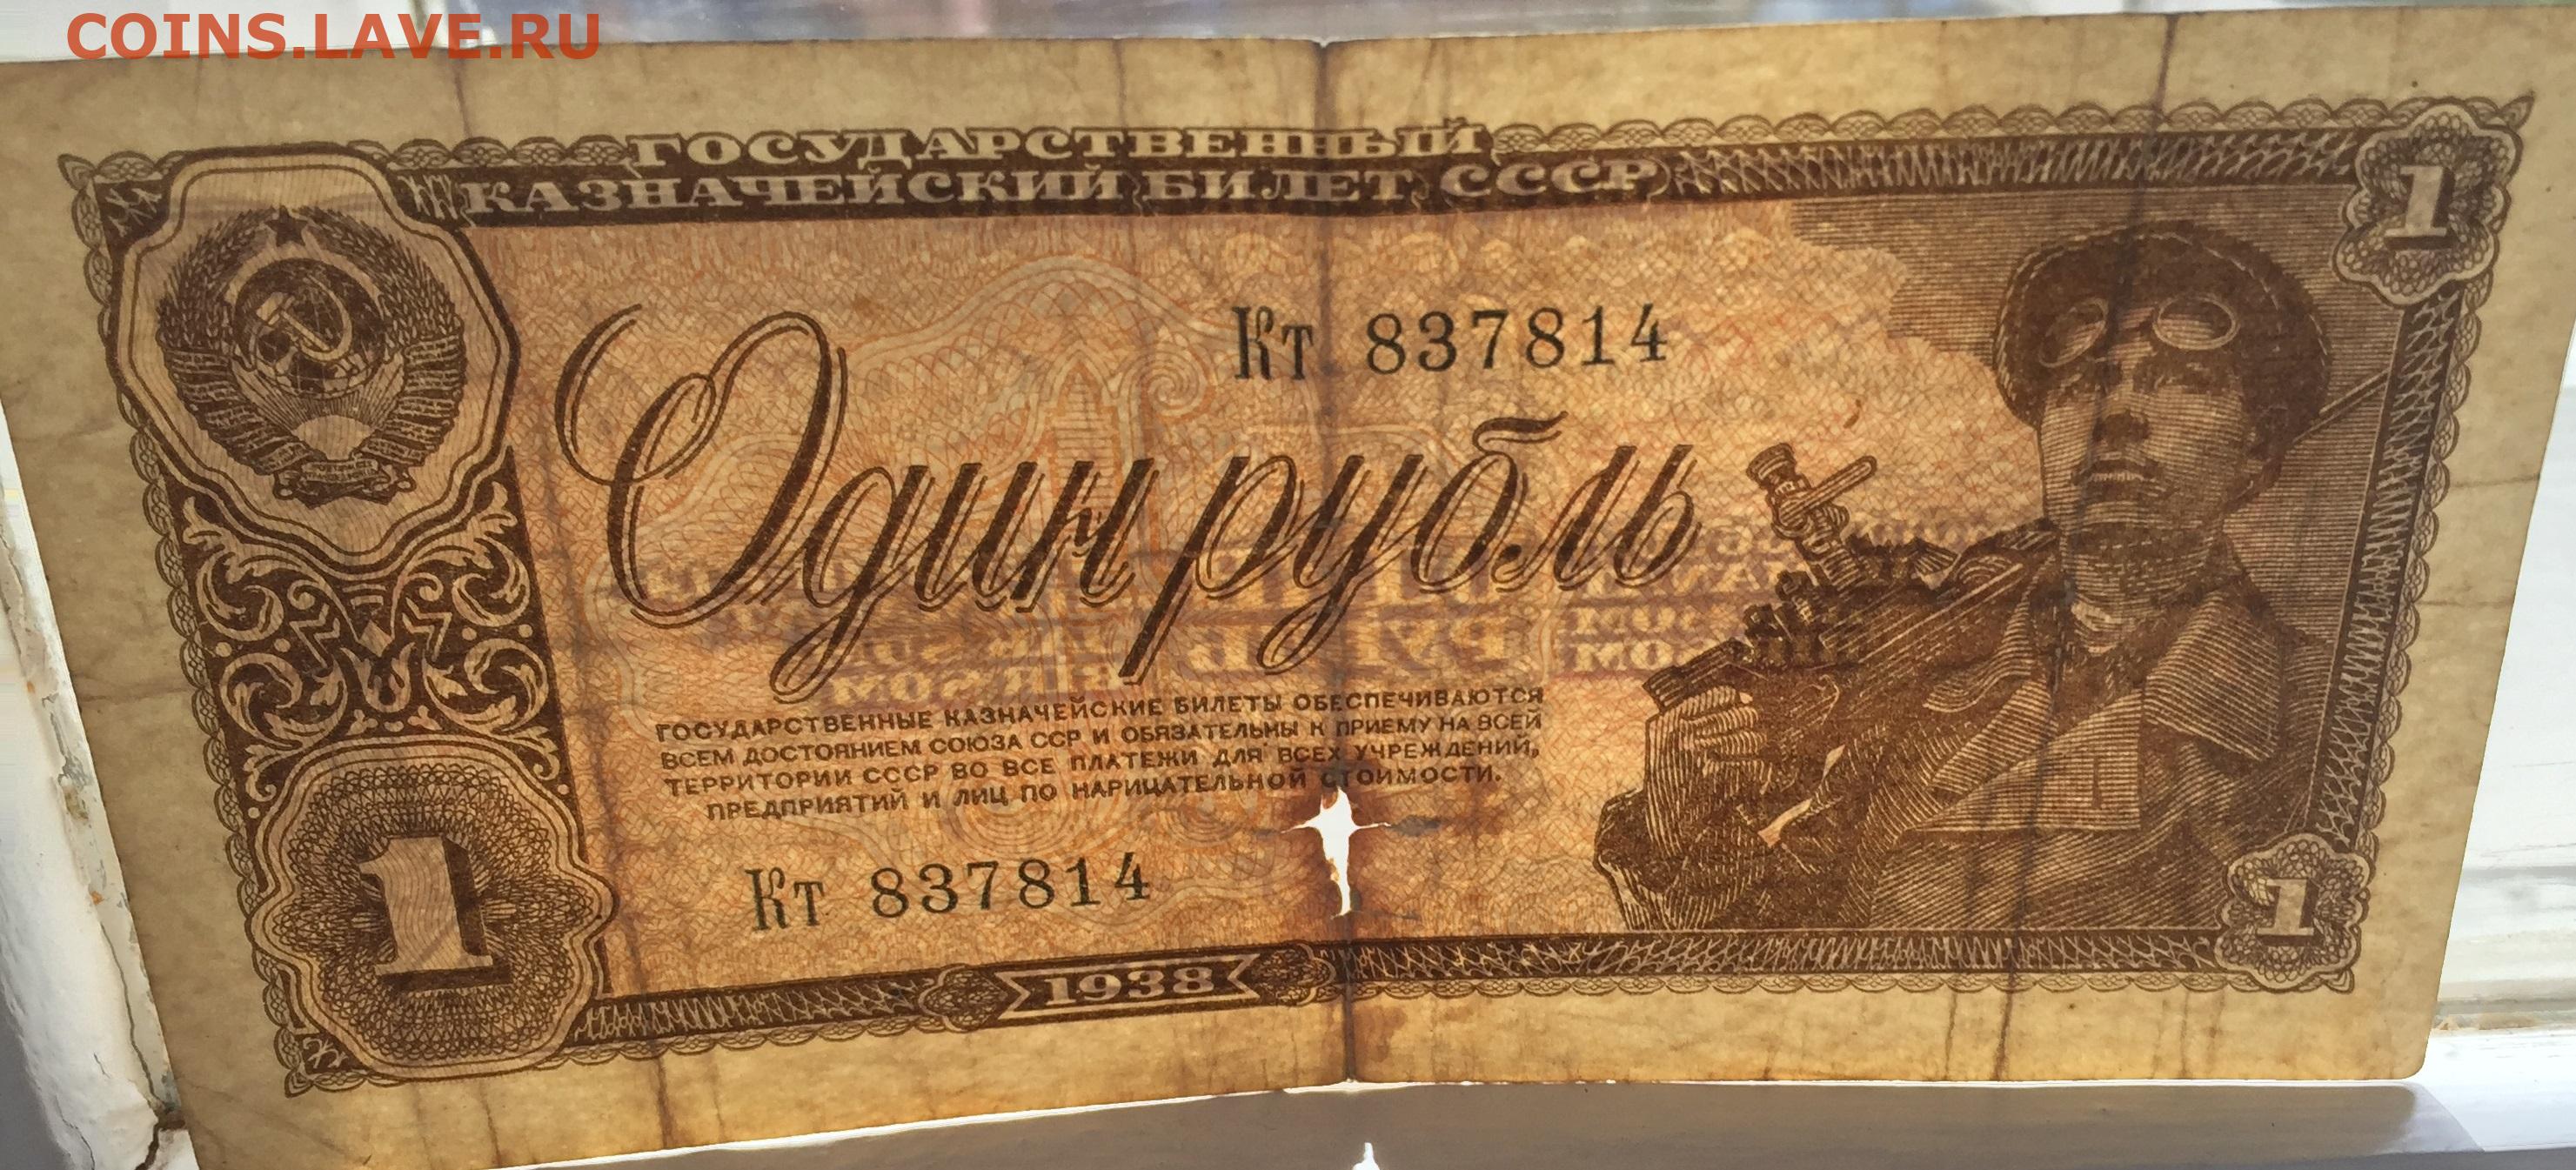 COINS.LAVE.RU
ГОСУДАРСТВЕННЫЙ
КАЗНАЧЕЙСКИЙ БИЛЕТ СССР
1
Кт 837814
Один рубль
ГОСУДАРСТВЕННЫЕ КАЗНАЧЕЙСКИЕ БИЛЕТЫ ОБЕСПЕЧИВАЮТСЯ
ВСЕМ ДОСТОЯНИЕМ СОЮЗА ССР И ОБЯЗАТЕЛЬНЫ К ПРИЕМУ НА ВСЕЙ
ТЕРРИТОРИИ СССР ВО ВСЕ ПЛАТЕЖИ ДЛЯ ВСЕХ УЧРЕЖДЕНИЙ,
ПРЕДПРИЯТИЙ И ЛИЦ ПО НАРИЦАТЕЛЬНОЙ СТОИМОСТИ.
Кт 837814
1
1
1938